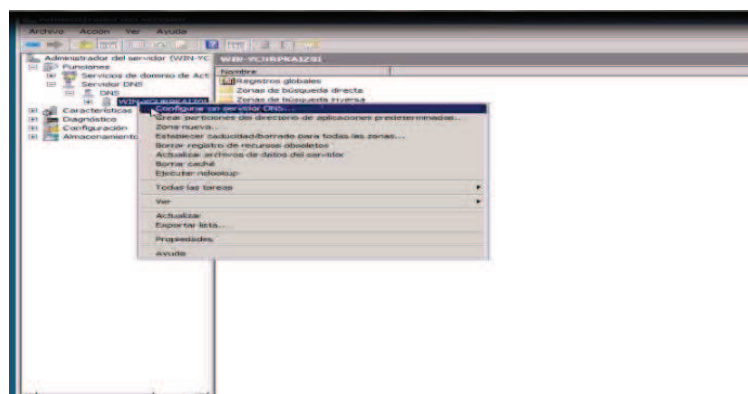 Administrador del servidor
Archivo Acción Ver Ayuda
Administrador del servidor (WIN-YC
Funciones
Servicios de dominio de Act
Servidor DNS
DNS
Características
Diagnóstico
Configuración
Almacenamiento
Nombre
Registros globales
Zonas de búsqueda directa
Zonas de búsqueda inversa
Configurar un servidor DNS...
Crear particiones del directorio de aplicaciones predeterminadas...
Zona nueva...
Establecer caducidad/borrado para todas las zonas...
Borrar registro de recursos obsoletos
Actualizar archivos de datos del servidor
Borrar caché
Ejecutar nslookup
Todas las tareas
Ver
Actualizar
Exportar lista...
Propiedades
Ayuda